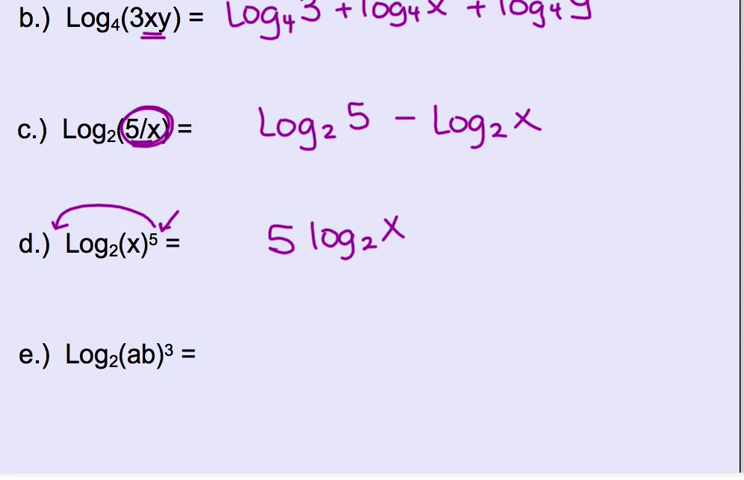 b.) Log₄(3xy) = Log₄3 + log₄x + log₄y
c.) Log₂(5/x) = Log₂5 - Log₂x
d.) Log₂(x)⁵ = 5 log₂x
e.) Log₂(ab)³ =